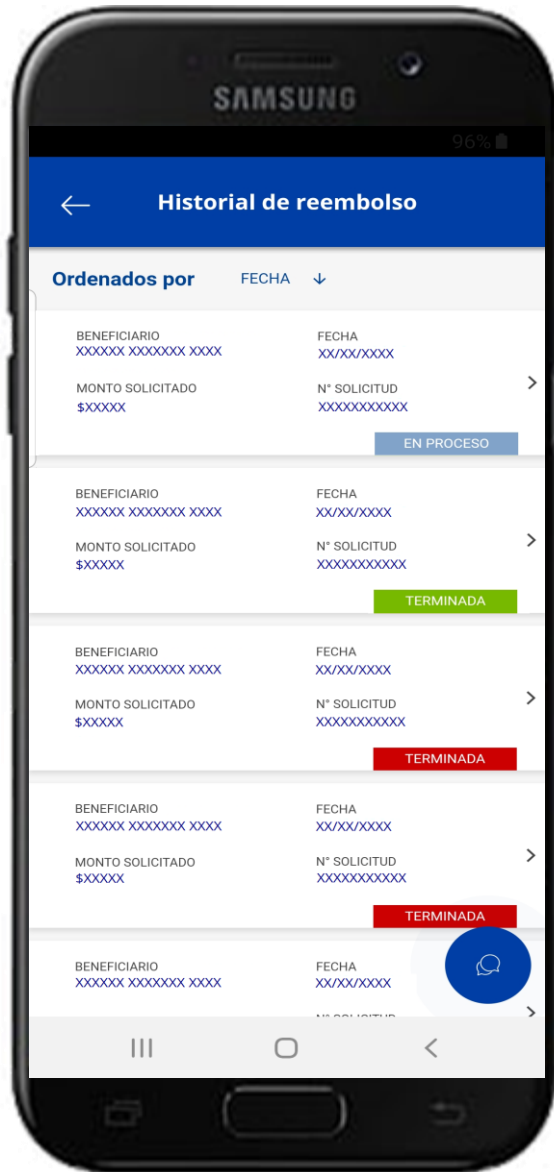 SAMSUNG
96%
Historial de reembolso
Ordenados por FECHA
BENEFICIARIO FECHA
XXXXXX XXXXXXX XXXX XX/XX/XXXX
MONTO SOLICITADO N° SOLICITUD
$XXXXX XXXXXXXXXXX
EN PROCESO
BENEFICIARIO FECHA
XXXXXX XXXXXXX XXXX XX/XX/XXXX
MONTO SOLICITADO N° SOLICITUD
$XXXXX XXXXXXXXXXX
TERMINADA
BENEFICIARIO FECHA
XXXXXX XXXXXXX XXXX XX/XX/XXXX
MONTO SOLICITADO N° SOLICITUD
$XXXXX XXXXXXXXXXX
TERMINADA
BENEFICIARIO FECHA
XXXXXX XXXXXXX XXXX XX/XX/XXXX
MONTO SOLICITADO N° SOLICITUD
$XXXXX XXXXXXXXXXX
TERMINADA
BENEFICIARIO FECHA
XXXXXX XXXXXXX XXXX XX/XX/XXXX